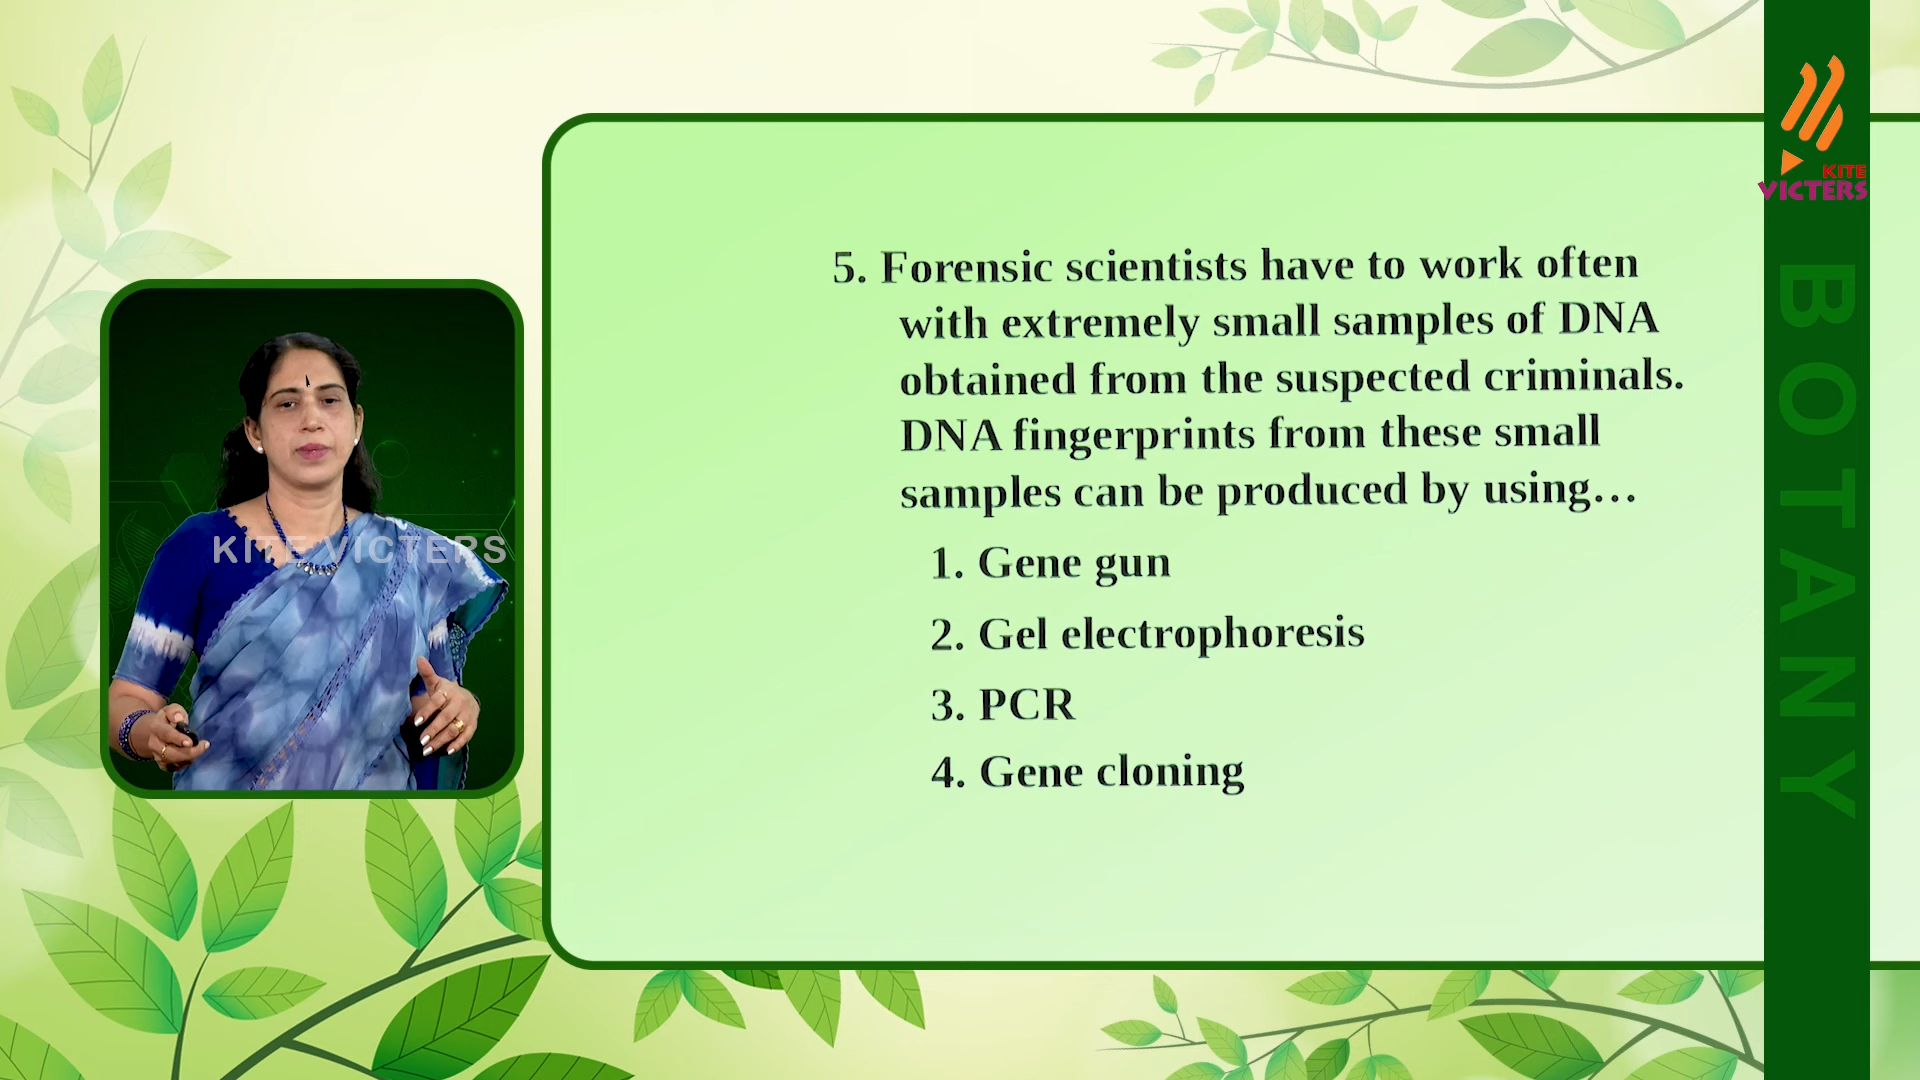 5. Forensic scientists have to work often
with extremely small samples of DNA
obtained from the suspected criminals.
DNA fingerprints from these small
samples can be produced by using…
1. Gene gun
2. Gel electrophoresis
3. PCR
4. Gene cloning
KITE VICTERS
KITE
VICTERS
BOTANY